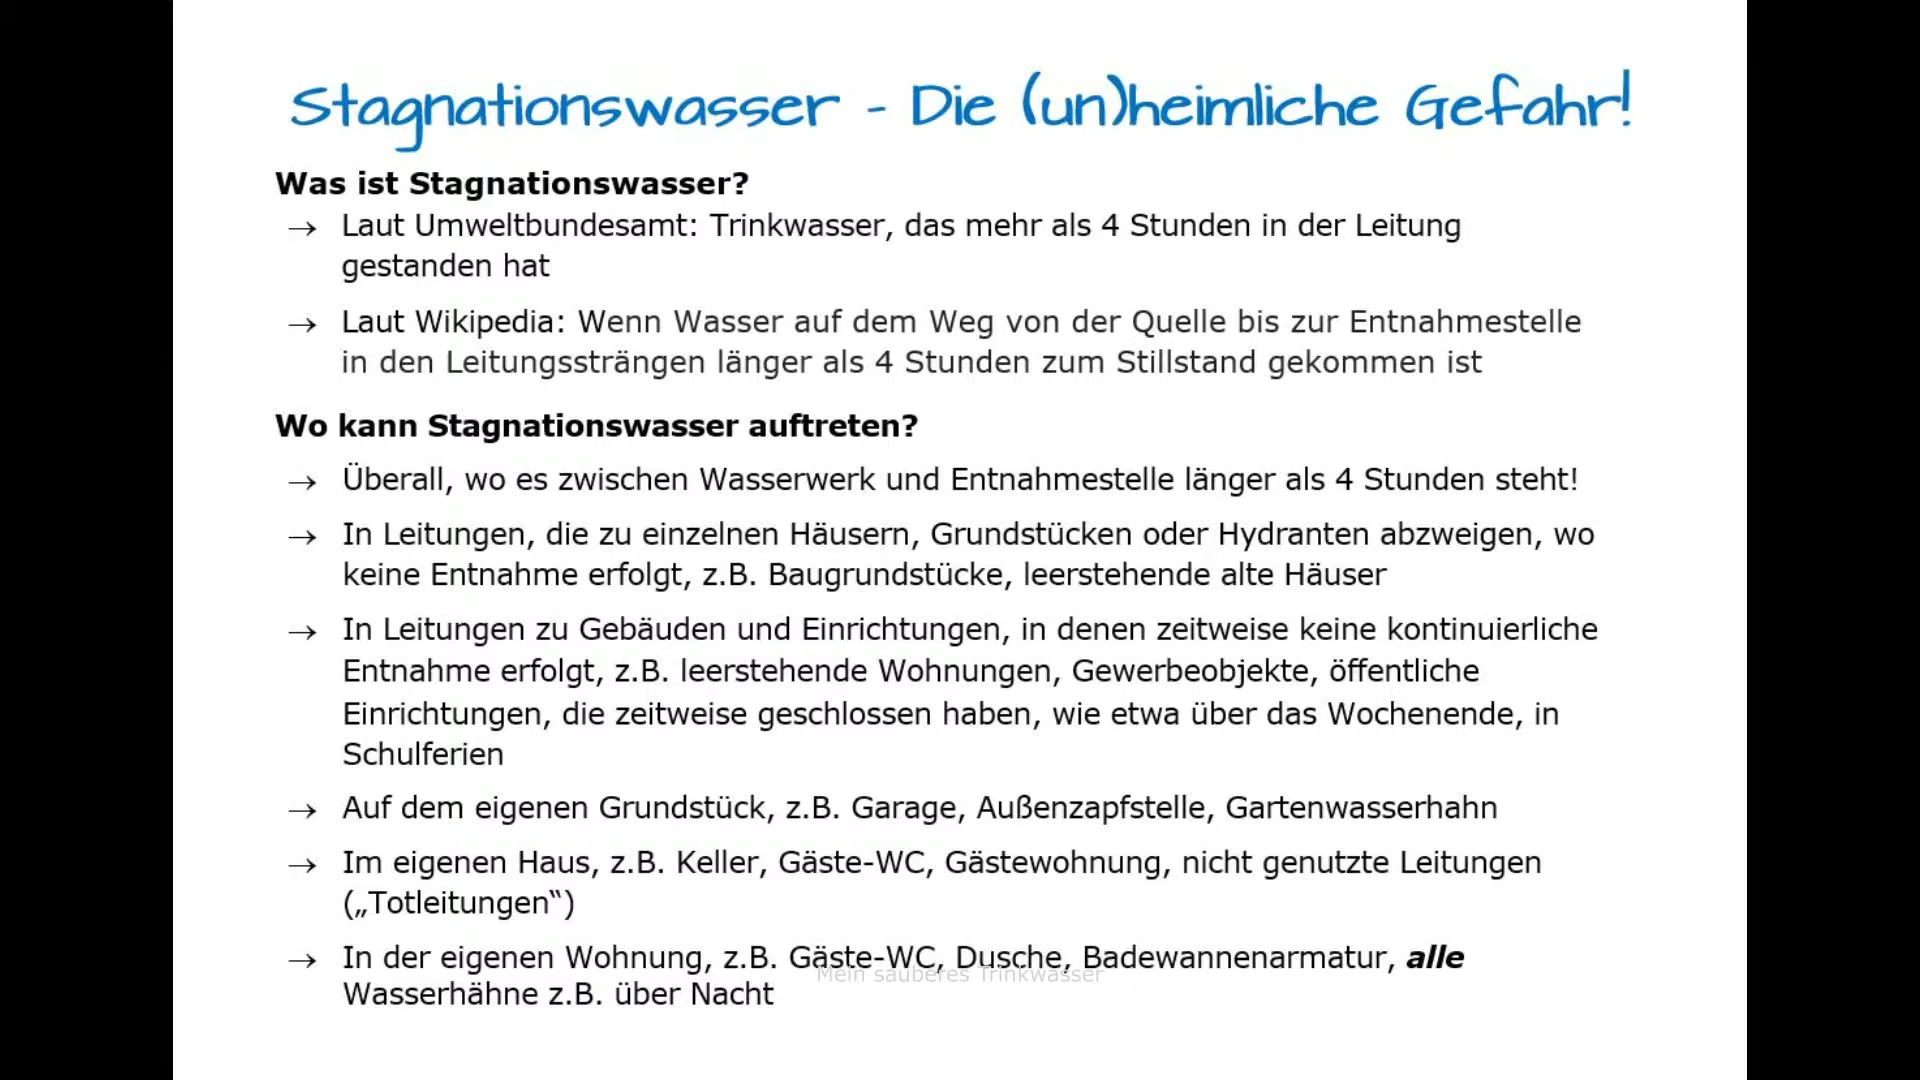 Stagnationswasser - Die (un)heimliche Gefahr!
Was ist Stagnationswasser?
→ Laut Umweltbundesamt: Trinkwasser, das mehr als 4 Stunden in der Leitung
gestanden hat
→ Laut Wikipedia: Wenn Wasser auf dem Weg von der Quelle bis zur Entnahmestelle
in den Leitungssträngen länger als 4 Stunden zum Stillstand gekommen ist
Wo kann Stagnationswasser auftreten?
→ Überall, wo es zwischen Wasserwerk und Entnahmestelle länger als 4 Stunden steht!
→ In Leitungen, die zu einzelnen Häusern, Grundstücken oder Hydranten abzweigen, wo
keine Entnahme erfolgt, z.B. Baugrundstücke, leerstehende alte Häuser
→ In Leitungen zu Gebäuden und Einrichtungen, in denen zeitweise keine kontinuierliche
Entnahme erfolgt, z.B. leerstehende Wohnungen, Gewerbeobjekte, öffentliche
Einrichtungen, die zeitweise geschlossen haben, wie etwa über das Wochenende, in
Schulferien
→ Auf dem eigenen Grundstück, z.B. Garage, Außenzapfstelle, Gartenwasserhahn
→ Im eigenen Haus, z.B. Keller, Gäste-WC, Gästewohnung, nicht genutzte Leitungen
(„Totleitungen“)
→ In der eigenen Wohnung, z.B. Gäste-WC, Dusche, Badewannenarmatur, alle
Mein sauberes Trinkwasser
Wasserhähne z.B. über Nacht